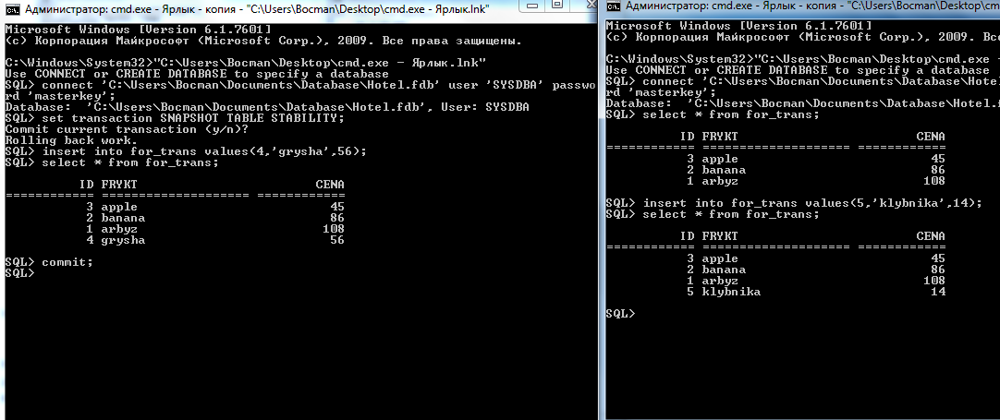 Администратор: cmd.exe - Ярлык - копия - "C:\Users\Bocman\Desktop\cmd.exe - Ярлык.lnk"
Microsoft Windows [Version 6.1.7601]
(c) Корпорация Майкрософт (Microsoft Corp.), 2009. Все права защищены.
C:\Windows\System32>"C:\Users\Bocman\Desktop\cmd.exe - Ярлык.lnk"
Use CONNECT or CREATE DATABASE to specify a database
SQL> connect 'C:\Users\Bocman\Documents\Database\Hotel.fdb' user 'SYSDBA' passwo
rd 'masterkey';
Database:  'C:\Users\Bocman\Documents\Database\Hotel.fdb', User: SYSDBA
SQL> set transaction SNAPSHOT TABLE STABILITY;
Commit current transaction (y/n)?
Rolling back work.
SQL> insert into for_trans values(4,'grysha',56);
SQL> select * from for_trans;
ID FRYKT CENA
============ ==================== ============
3 apple 45
2 banana 86
1 arbyz 108
4 grysha 56
SQL> commit;
SQL>
Администратор: cmd.exe - Ярлык - копия - "C:\Users\Bocman\Desktop\cm
Microsoft Windows [Version 6.1.7601]
(c) Корпорация Майкрософт (Microsoft Corp.), 2009. Все
C:\Windows\System32>"C:\Users\Bocman\Desktop\cmd.exe -
Use CONNECT or CREATE DATABASE to specify a database
SQL> connect 'C:\Users\Bocman\Documents\Database\Hotel
rd 'masterkey';
Database:  'C:\Users\Bocman\Documents\Database\Hotel.f
SQL> select * from for_trans;
ID FRYKT CENA
============ ==================== ============
3 apple 45
2 banana 86
1 arbyz 108
SQL> insert into for_trans values(5,'klybnika',14);
SQL> select * from for_trans;
ID FRYKT CENA
============ ==================== ============
3 apple 45
2 banana 86
1 arbyz 108
5 klybnika 14
SQL>